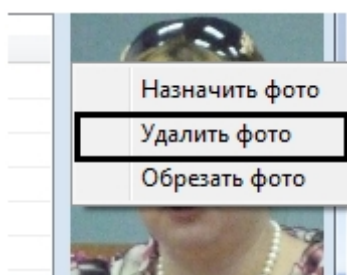 Назначить фото
Удалить фото
Обрезать фото